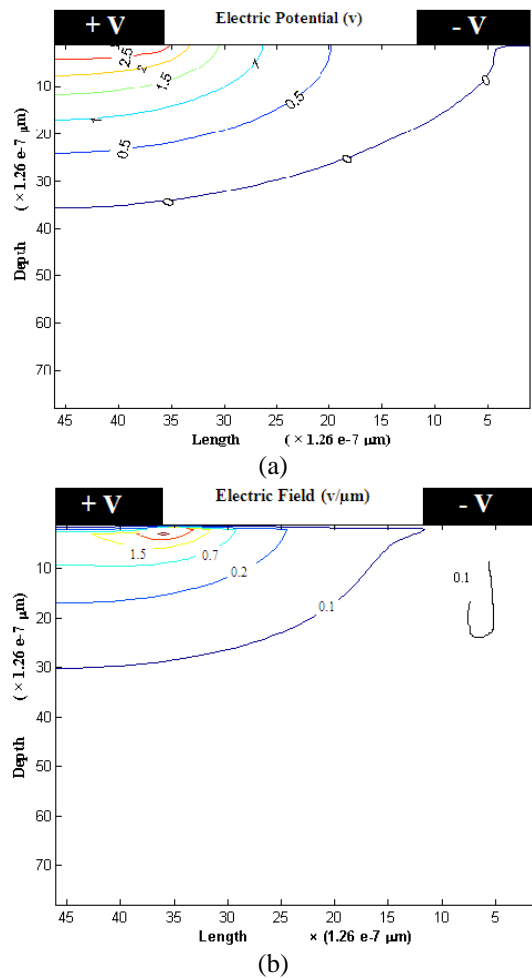 + V Electric Potential (v) - V
2.5
2
1.5
1
1
0.5
0.5
0
0
0
10
20
30
40
50
60
70
Depth (× 1.26 e-7 μm)
45 40 35 30 25 20 15 10 5
Length (× 1.26 e-7 μm)
(a)
+ V Electric Field (v/μm) - V
1.5
0.7
0.2
0.1
0.1
10
20
30
40
50
60
70
Depth (× 1.26 e-7 μm)
45 40 35 30 25 20 15 10 5
Length × (1.26 e-7 μm)
(b)